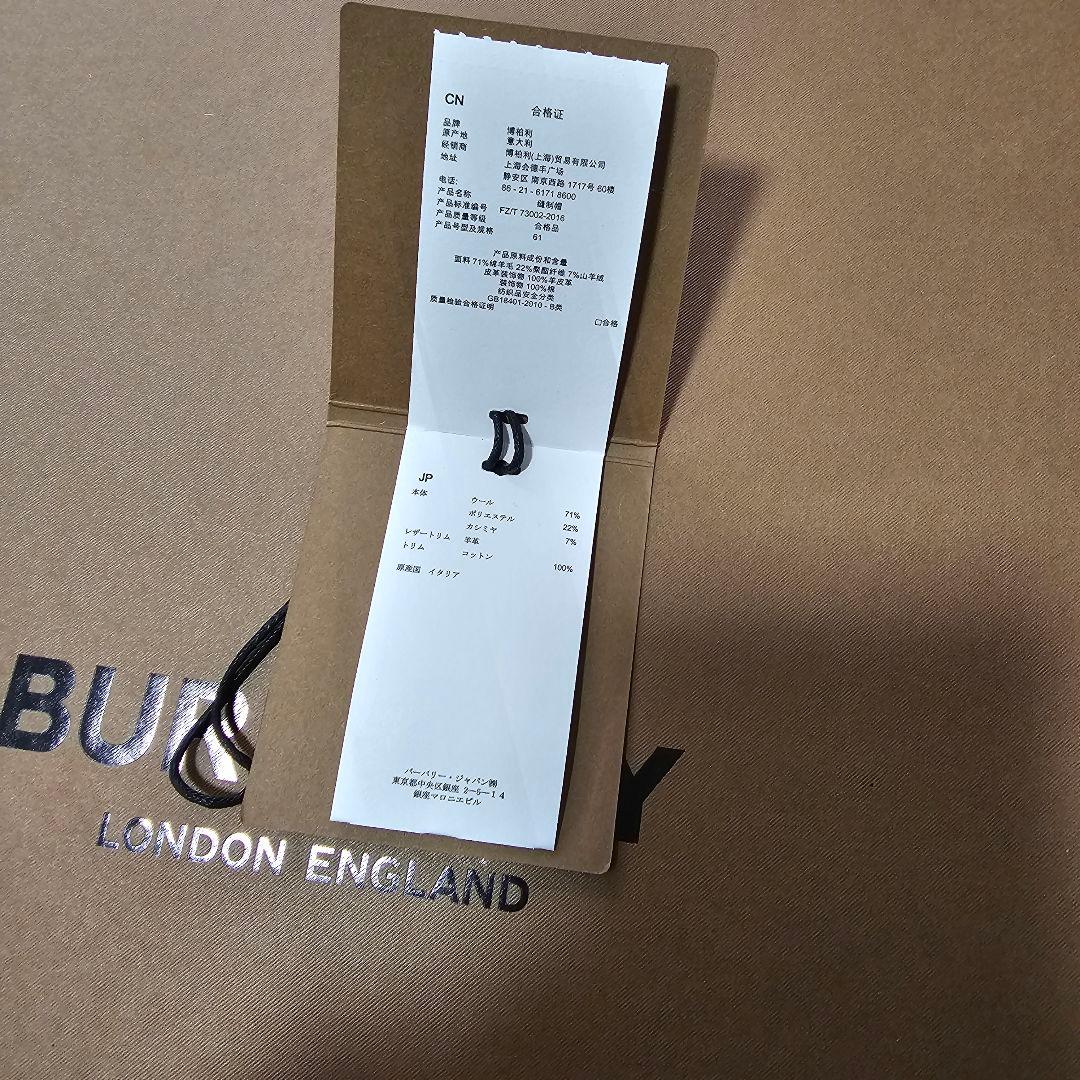 CN
合格证
品牌 博柏利
原产地 意大利
经销商 博柏利(上海)贸易有限公司
地址 上海会德丰广场
静安区 南京西路 1717号 60楼
电话: 86 - 21 - 6171 8600
产品名称 缝制帽
产品标准编号 FZ/T 73002-2016
产品质量等级 合格品
产品号型及规格 61
产品原料成份和含量
面料 71%绵羊毛 22%聚酯纤维 7%山羊绒
皮革装饰物 100%羊皮革
装饰物 100%棉
纺织品安全分类
GB18401-2010 - B类
质量检验合格证明
口合格
JP
本体 ウール 71%
ポリエステル 22%
カシミヤ 7%
レザートリム 羊革
トリム コットン 100%
原産国 イタリア
バーバリー・ジャパン㈱
東京都中央区銀座 2-5-14
銀座マロニエビル
BUR Y
LONDON ENGLAND